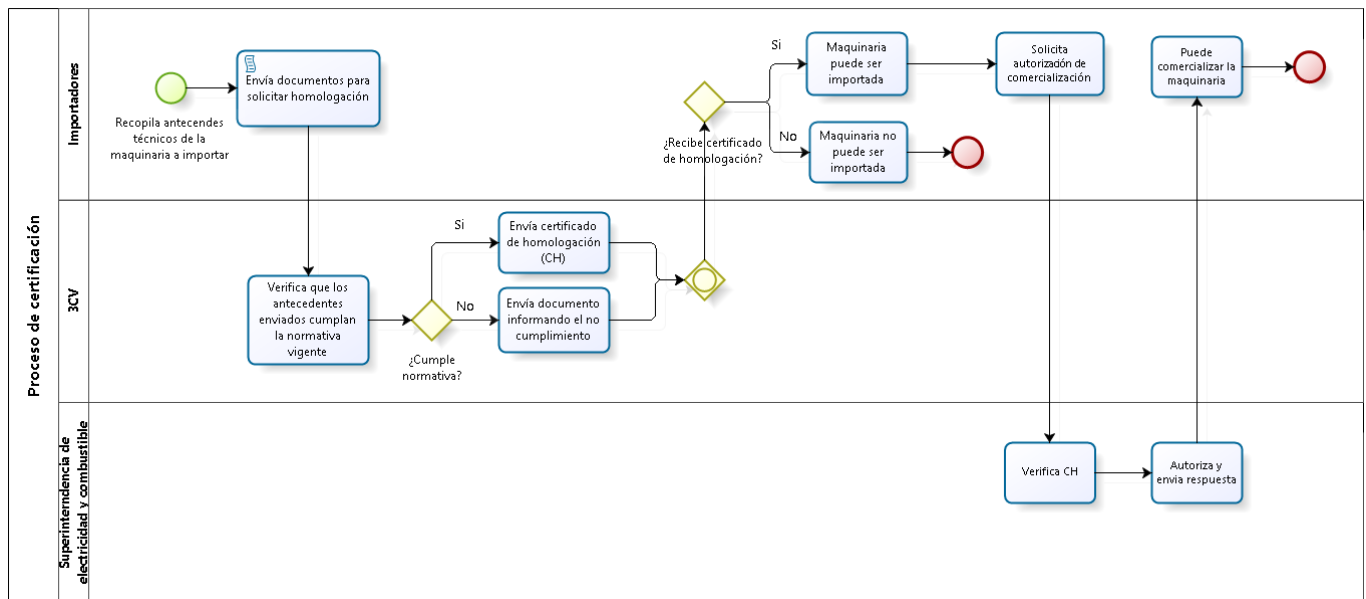 Proceso de certificación
Importadores
Recopila antecendes
técnicos de la
maquinaria a importar
Envía documentos para
solicitar homologación
¿Recibe certificado
de homologación?
Si
Maquinaria
puede ser
importada
No
Maquinaria no
puede ser
importada
Solicita
autorización de
comercialización
Puede
comercializar la
maquinaria
3CV
Verifica que los
antecedentes
enviados cumplan
la normativa
vigente
¿Cumple
normativa?
Si
Envía certificado
de homologación
(CH)
No
Envía documento
informando el no
cumplimiento
Superinterndencia de
electricidad y combustible
Verifica CH
Autoriza y
envia respuesta